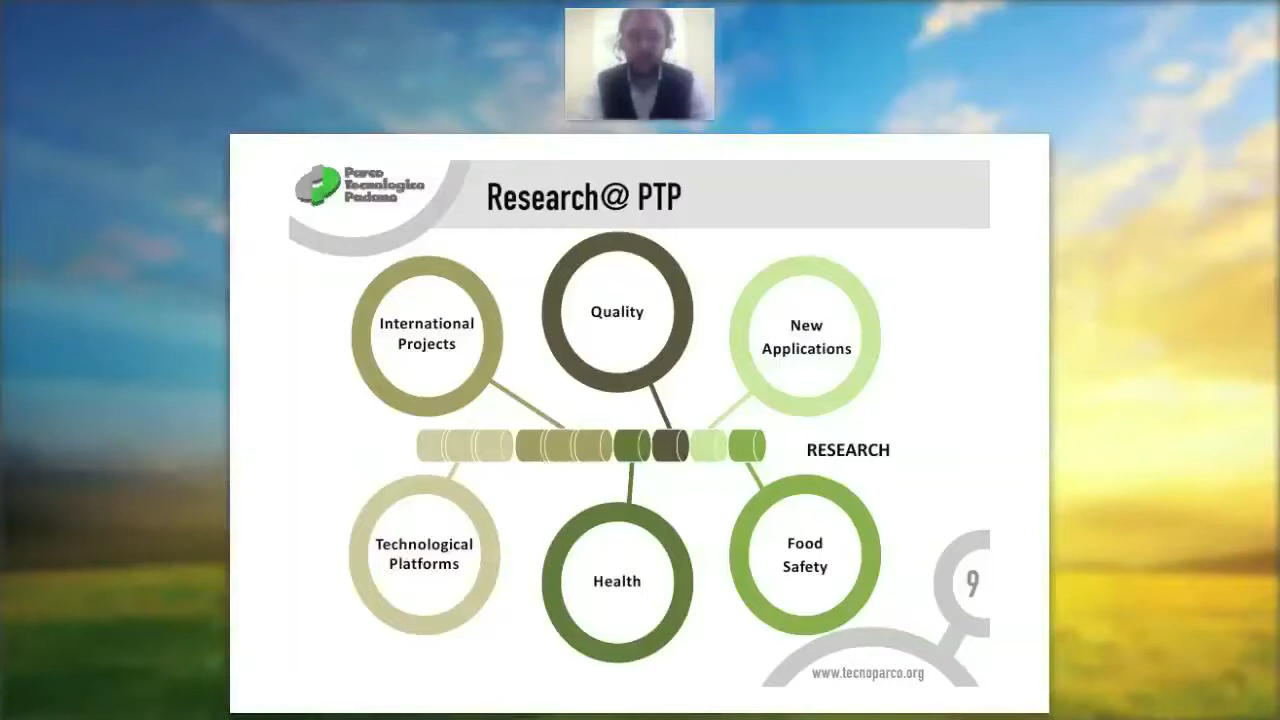 Parco
Tecnologico
Padano
Research@ PTP
International
Projects
Quality
New
Applications
RESEARCH
Technological
Platforms
Health
Food
Safety
9
www.tecnoparco.org